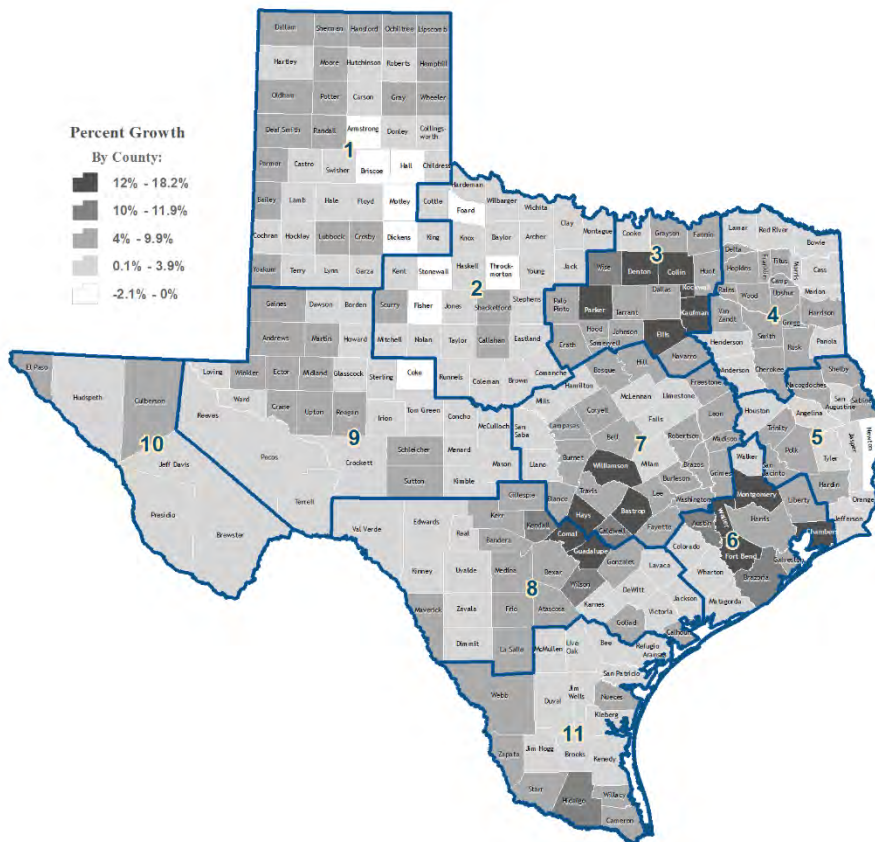 Dallam Sherman Hansford Ochiltree Lipscomb
Hartley Moore Hutchinson Roberts Hemphill
Oldham Potter Carson Gray Wheeler
Percent Growth
By County:
12% - 18.2%
10% - 11.9%
4% - 9.9%
0.1% - 3.9%
-2.1% - 0%
Deaf Smith Randall Armstrong Donley Collings-
worth
1
Parmer Castro Swisher Briscoe Hall Childress
Bailey Lamb Hale Floyd Motley Cottle
Cochran Hockley Lubbock Crosby Dickens King
Yoakum Terry Lynn Garza
Hardeman
Foard Wilbarger Wichita
Clay Montague
Knox Baylor Archer
Kent Stonewall Haskell Throck-
morton Young Jack
2
Scurry Fisher Jones Shackelford Stephens
Mitchell Nolan Taylor Callahan Eastland
Runnels Coleman Brown Comanche
Cooke Grayson Fannin
3
Wise Denton Collin Hunt
Rockwall
Palo
Pinto Parker Tarrant Dallas Kaufman
Hood Johnson Ellis
Erath Somervell Navarro
Lamar Red River Bowie
Delta
Hopkins Franklin Titus Morris Cass
Camp
Rains Wood Upshur Marion
4
Van
Zandt Gregg Harrison
Smith
Henderson Rusk Panola
Anderson Cherokee
Shelby
Nacogdoches
San
Augustine Sabine
Houston Angelina
Trinity 5
Polk Tyler Jasper Newton
San
Jacinto Hardin
Orange
Jefferson
Walker
Montgomery Liberty
Austin Waller Harris Chambers
6
Fort Bend Galveston
Colorado Brazoria
Wharton
Matagorda
Hill
Bosque Freestone
Hamilton McLennan Limestone
Mills
Coryell Falls Leon
San
Saba Lampasas Bell Robertson Madison
7
Burnet Milam Brazos Grimes
Llano Williamson Burleson
Blanco Travis Lee Washington
Hays Bastrop Fayette
Caldwell
Gaines Dawson Borden
Andrews Martin Howard
Loving Winkler Ector Midland Glasscock Sterling Coke
Ward Crane Upton Reagan Irion Tom Green Concho
9
Reeves McCulloch
Pecos Crockett Schleicher Menard Mason
Sutton Kimble
Terrell
El Paso
Hudspeth Culberson
10
Jeff Davis
Presidio Brewster
Val Verde Edwards Kerr Gillespie
Real Kendall Comal
Bandera Guadalupe
Kinney Uvalde Medina Bexar Gonzales
8
Wilson Lavaca
DeWitt
Maverick Zavala Frio Atascosa Karnes Jackson
Victoria
Goliad
Dimmit La Salle Calhoun
McMullen Live
Oak Bee Refugio
Aransas
San Patricio
Webb Duval Jim
Wells Nueces
Kleberg
11
Zapata Jim Hogg Brooks Kenedy
Starr Hidalgo Willacy
Cameron